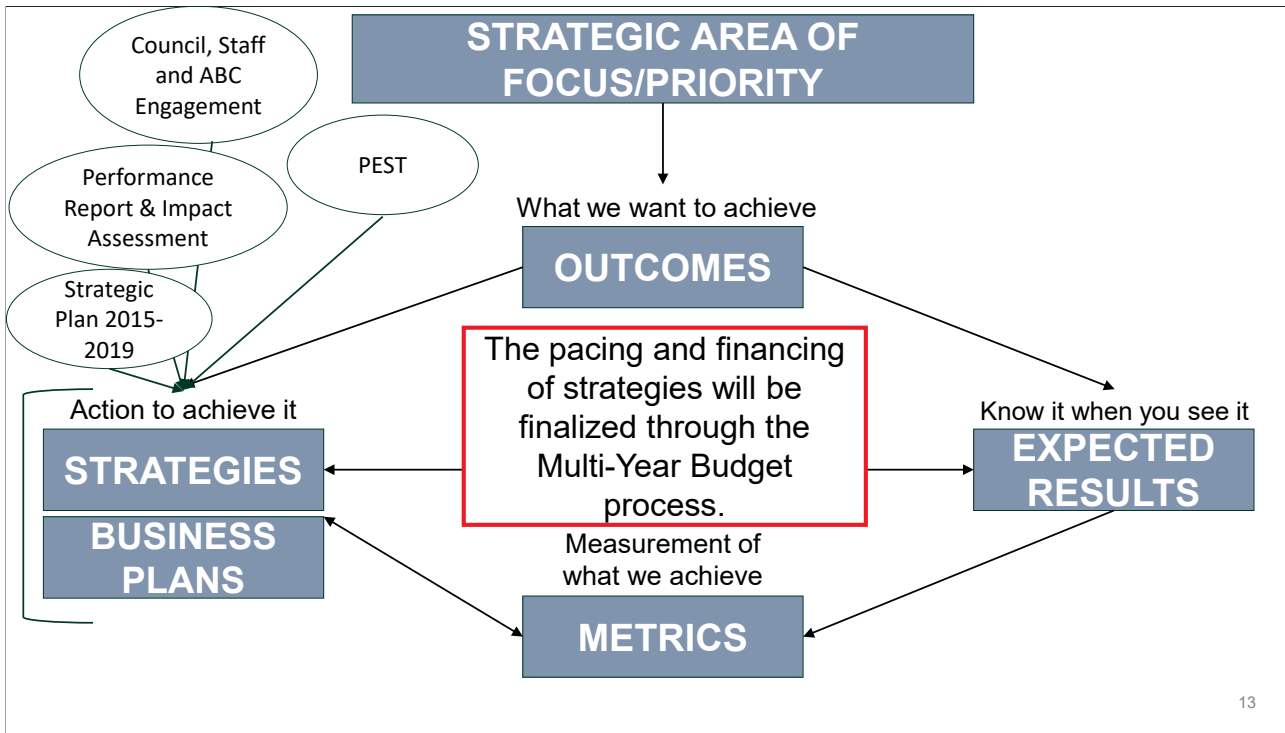 STRATEGIC AREA OF
FOCUS/PRIORITY
Council, Staff
and ABC
Engagement
PEST
Performance
Report & Impact
Assessment
Strategic
Plan 2015-
2019
What we want to achieve
OUTCOMES
The pacing and financing
of strategies will be
finalized through the
Multi-Year Budget
process.
Action to achieve it
STRATEGIES
BUSINESS
PLANS
Know it when you see it
EXPECTED
RESULTS
Measurement of
what we achieve
METRICS
13